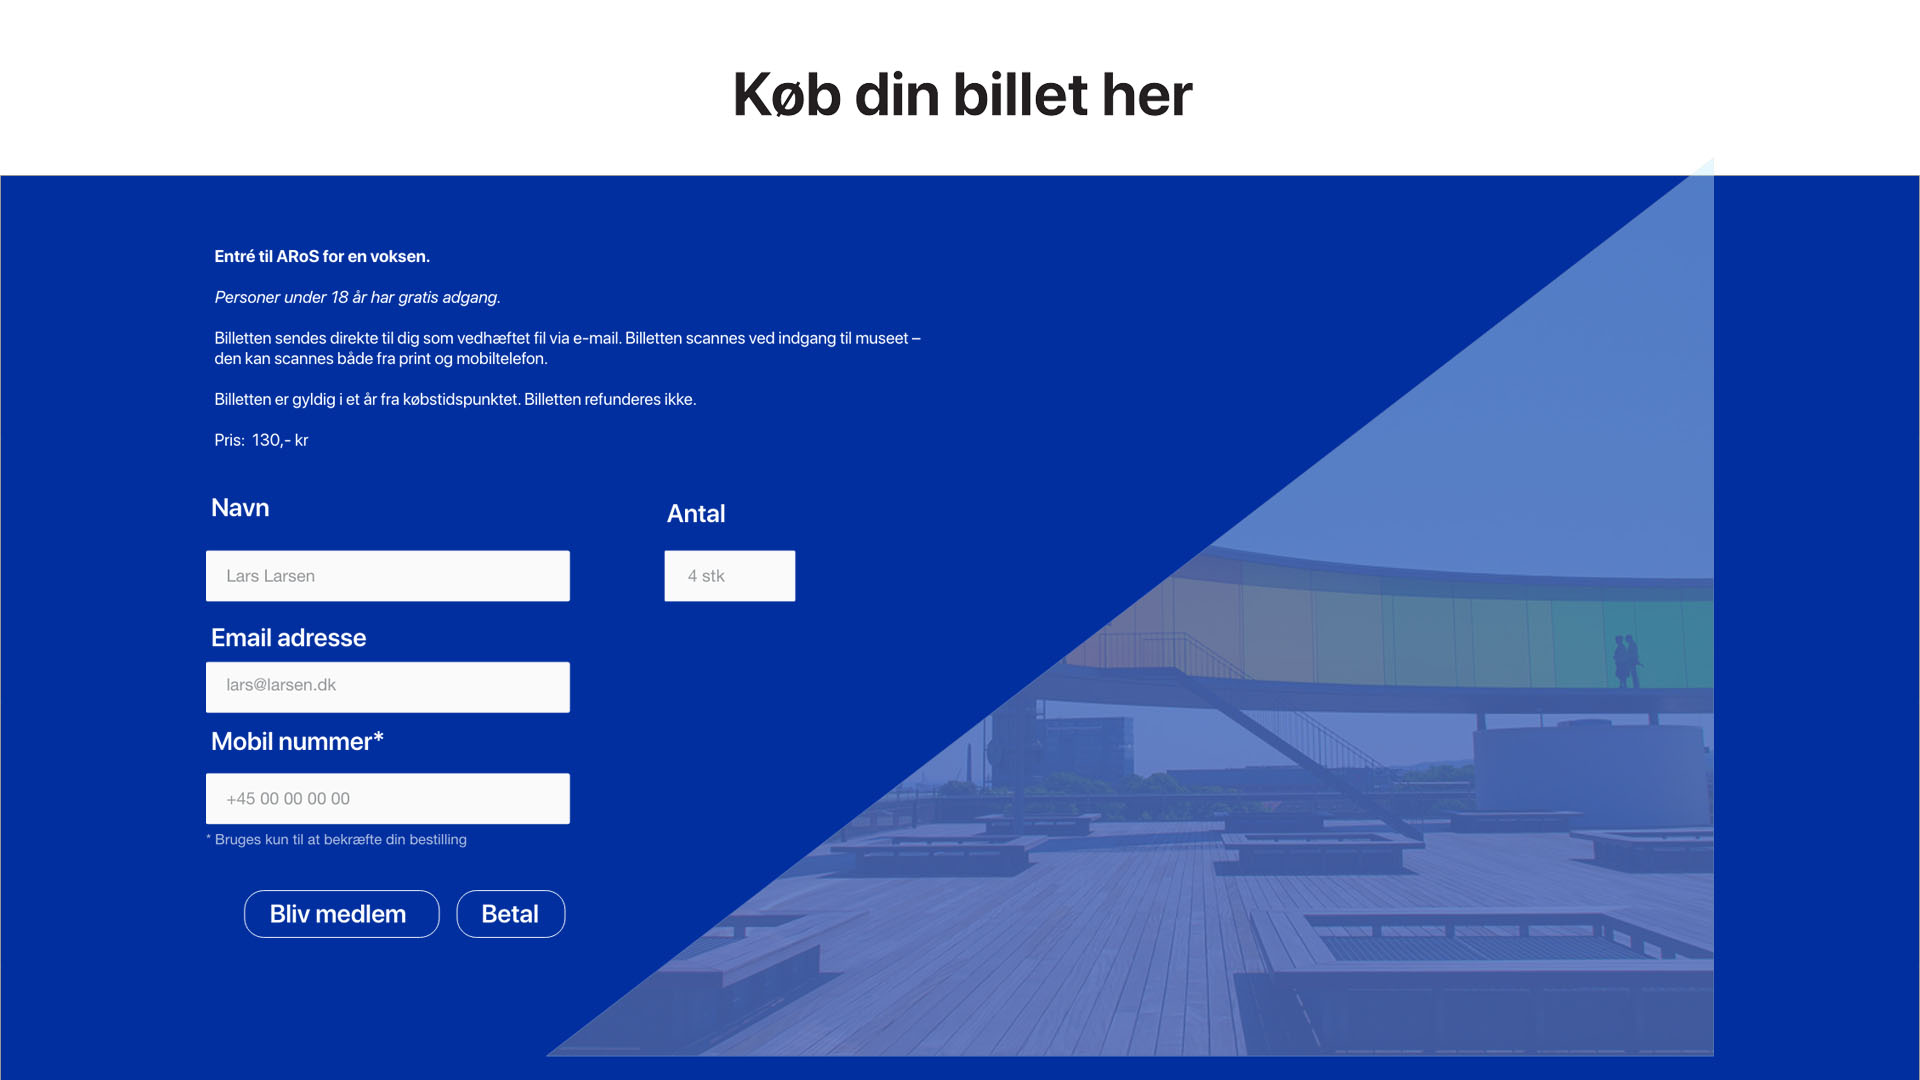 Køb din billet her
Entré til ARoS for en voksen.
Personer under 18 år har gratis adgang.
Billetten sendes direkte til dig som vedhæftet fil via e-mail. Billetten scannes ved indgang til museet –
den kan scannes både fra print og mobiltelefon.
Billetten er gyldig i et år fra købstidspunktet. Billetten refunderes ikke.
Pris: 130,- kr
Navn
Antal
Lars Larsen
4 stk
Email adresse
lars@larsen.dk
Mobil nummer*
+45 00 00 00 00
* Bruges kun til at bekræfte din bestilling
Bliv medlem
Betal